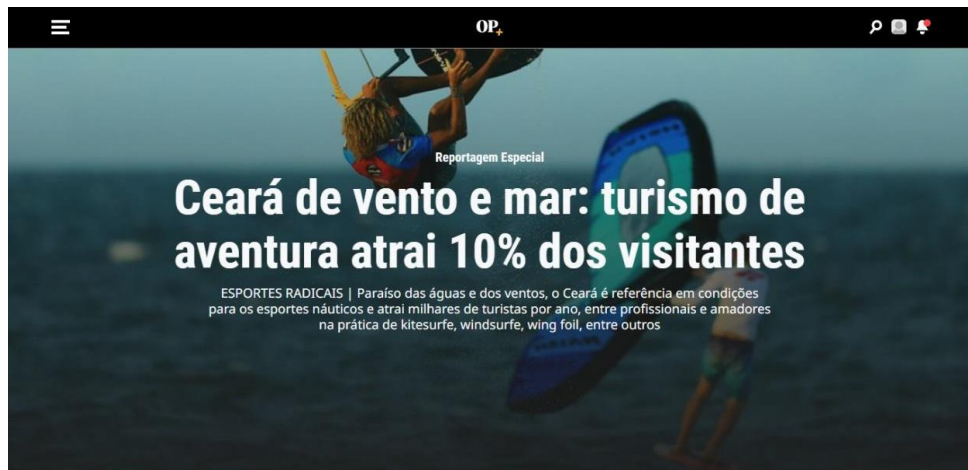 OP+
Reportagem Especial
Ceará de vento e mar: turismo de
aventura atrai 10% dos visitantes
ESPORTES RADICAIS | Paraíso das águas e dos ventos, o Ceará é referência em condições
para os esportes náuticos e atrai milhares de turistas por ano, entre profissionais e amadores
na prática de kitesurfe, windsurfe, wing foil, entre outros